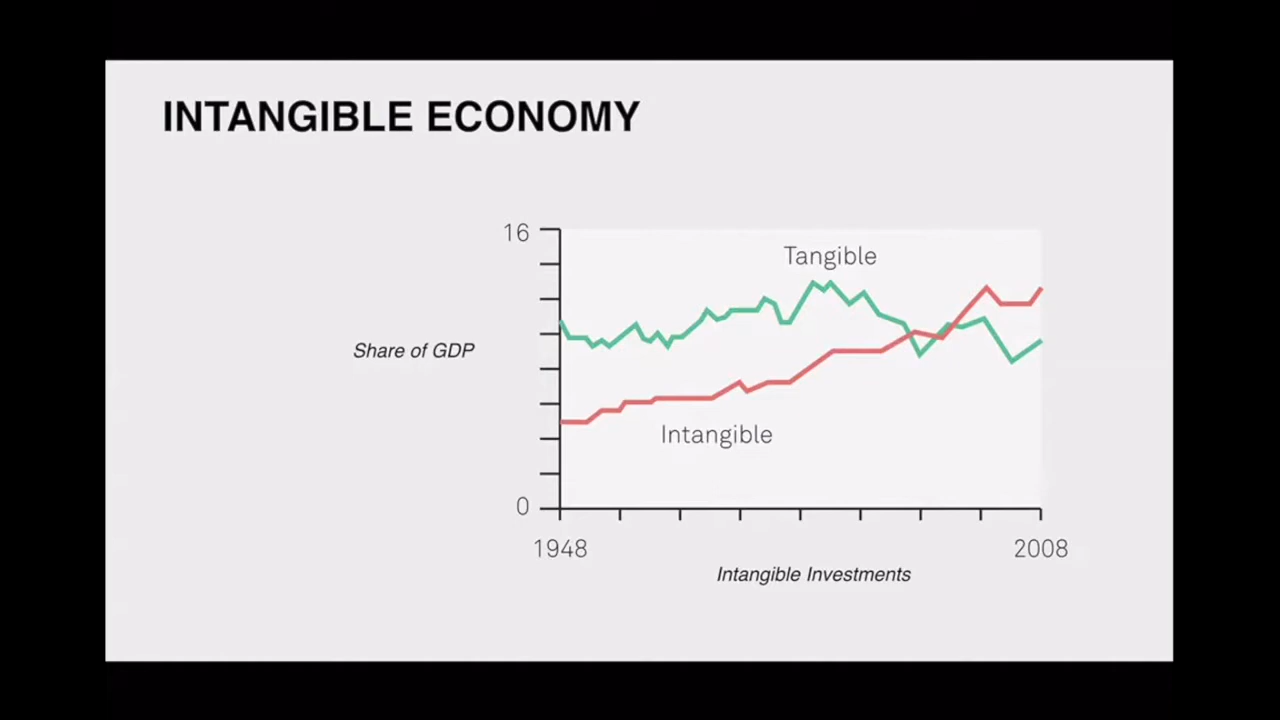 INTANGIBLE ECONOMY
16
Tangible
Share of GDP
Intangible
0
1948
2008
Intangible Investments